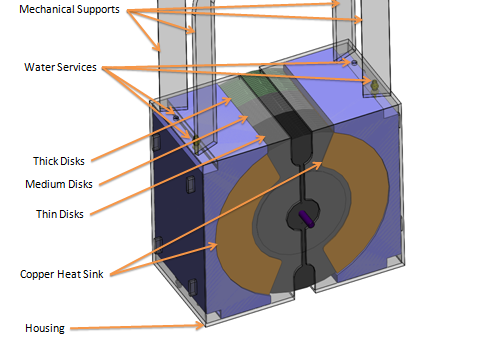 Mechanical Supports
Water Services
Thick Disks
Medium Disks
Thin Disks
Copper Heat Sink
Housing